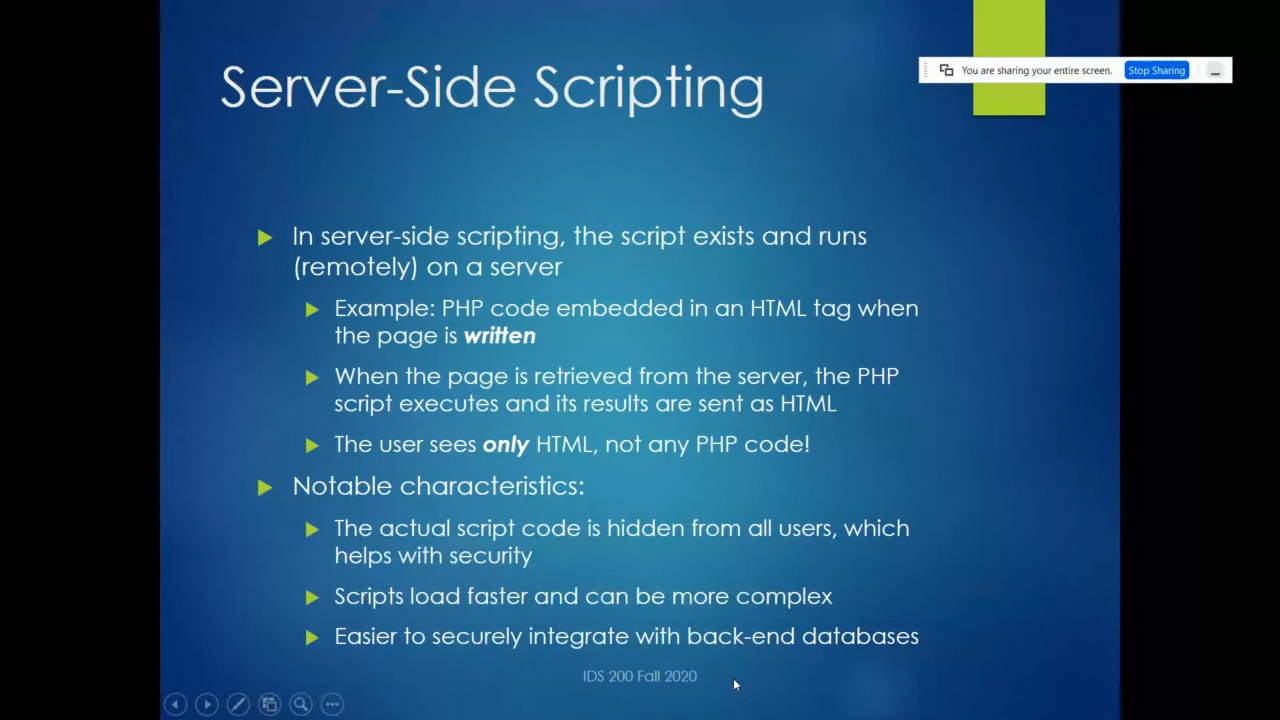 Server-Side Scripting
You are sharing your entire screen.
Stop Sharing
In server-side scripting, the script exists and runs
(remotely) on a server
Example: PHP code embedded in an HTML tag when
the page is written
When the page is retrieved from the server, the PHP
script executes and its results are sent as HTML
The user sees only HTML, not any PHP code!
Notable characteristics:
The actual script code is hidden from all users, which
helps with security
Scripts load faster and can be more complex
Easier to securely integrate with back-end databases
IDS 200 Fall 2020